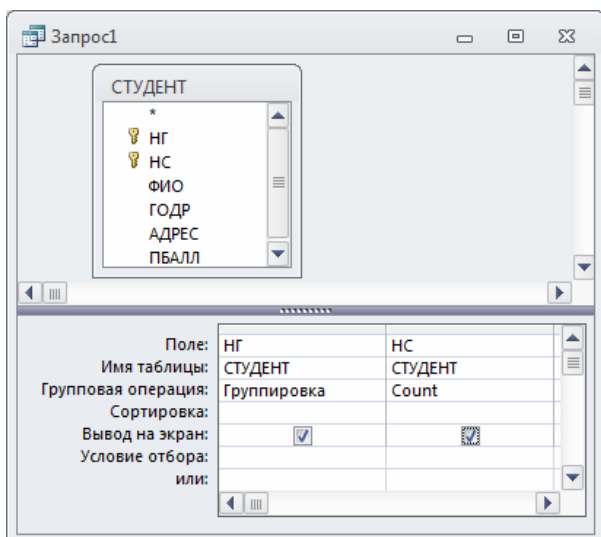 Запрос1
СТУДЕНТ
*
НГ
НС
ФИО
ГОДР
АДРЕС
ПБАЛЛ
Поле: НГ НС
Имя таблицы: СТУДЕНТ СТУДЕНТ
Групповая операция: Группировка Count
Сортировка:
Вывод на экран:
Условие отбора:
или: